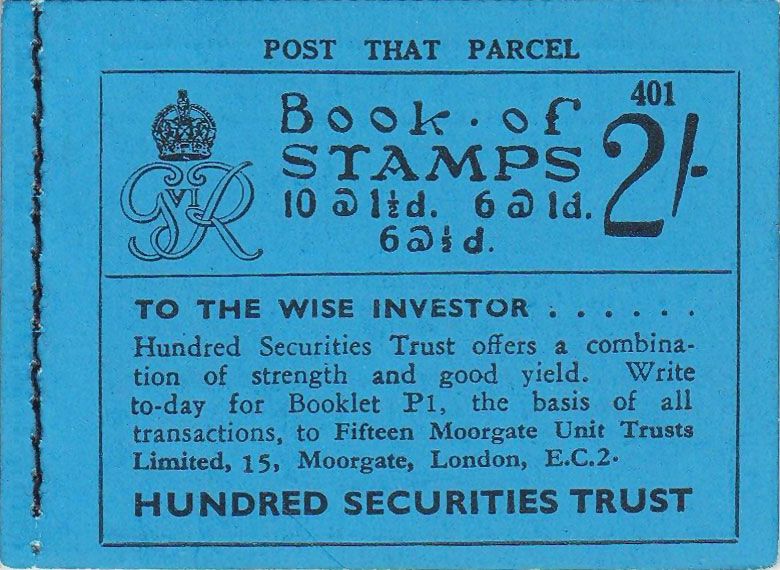 POST THAT PARCEL
401
Book · of
STAMPS
2/-
10 @ 1½d. 6 @ 1d.
6 @ ½d.
GVIR
TO THE WISE INVESTOR . . . . . .
Hundred Securities Trust offers a combina-
tion of strength and good yield. Write
to-day for Booklet P1, the basis of all
transactions, to Fifteen Moorgate Unit Trusts
Limited, 15, Moorgate, London, E.C.2.
HUNDRED SECURITIES TRUST